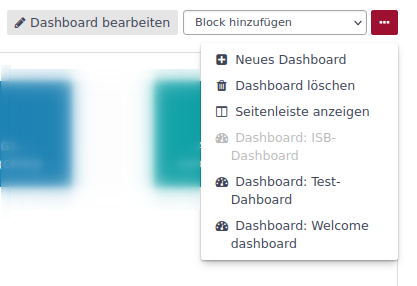 Dashboard bearbeiten
Block hinzufügen
Neues Dashboard
Dashboard löschen
Seitenleiste anzeigen
Dashboard: ISB-
Dashboard
Dashboard: Test-
Dahboard
Dashboard: Welcome
dashboard